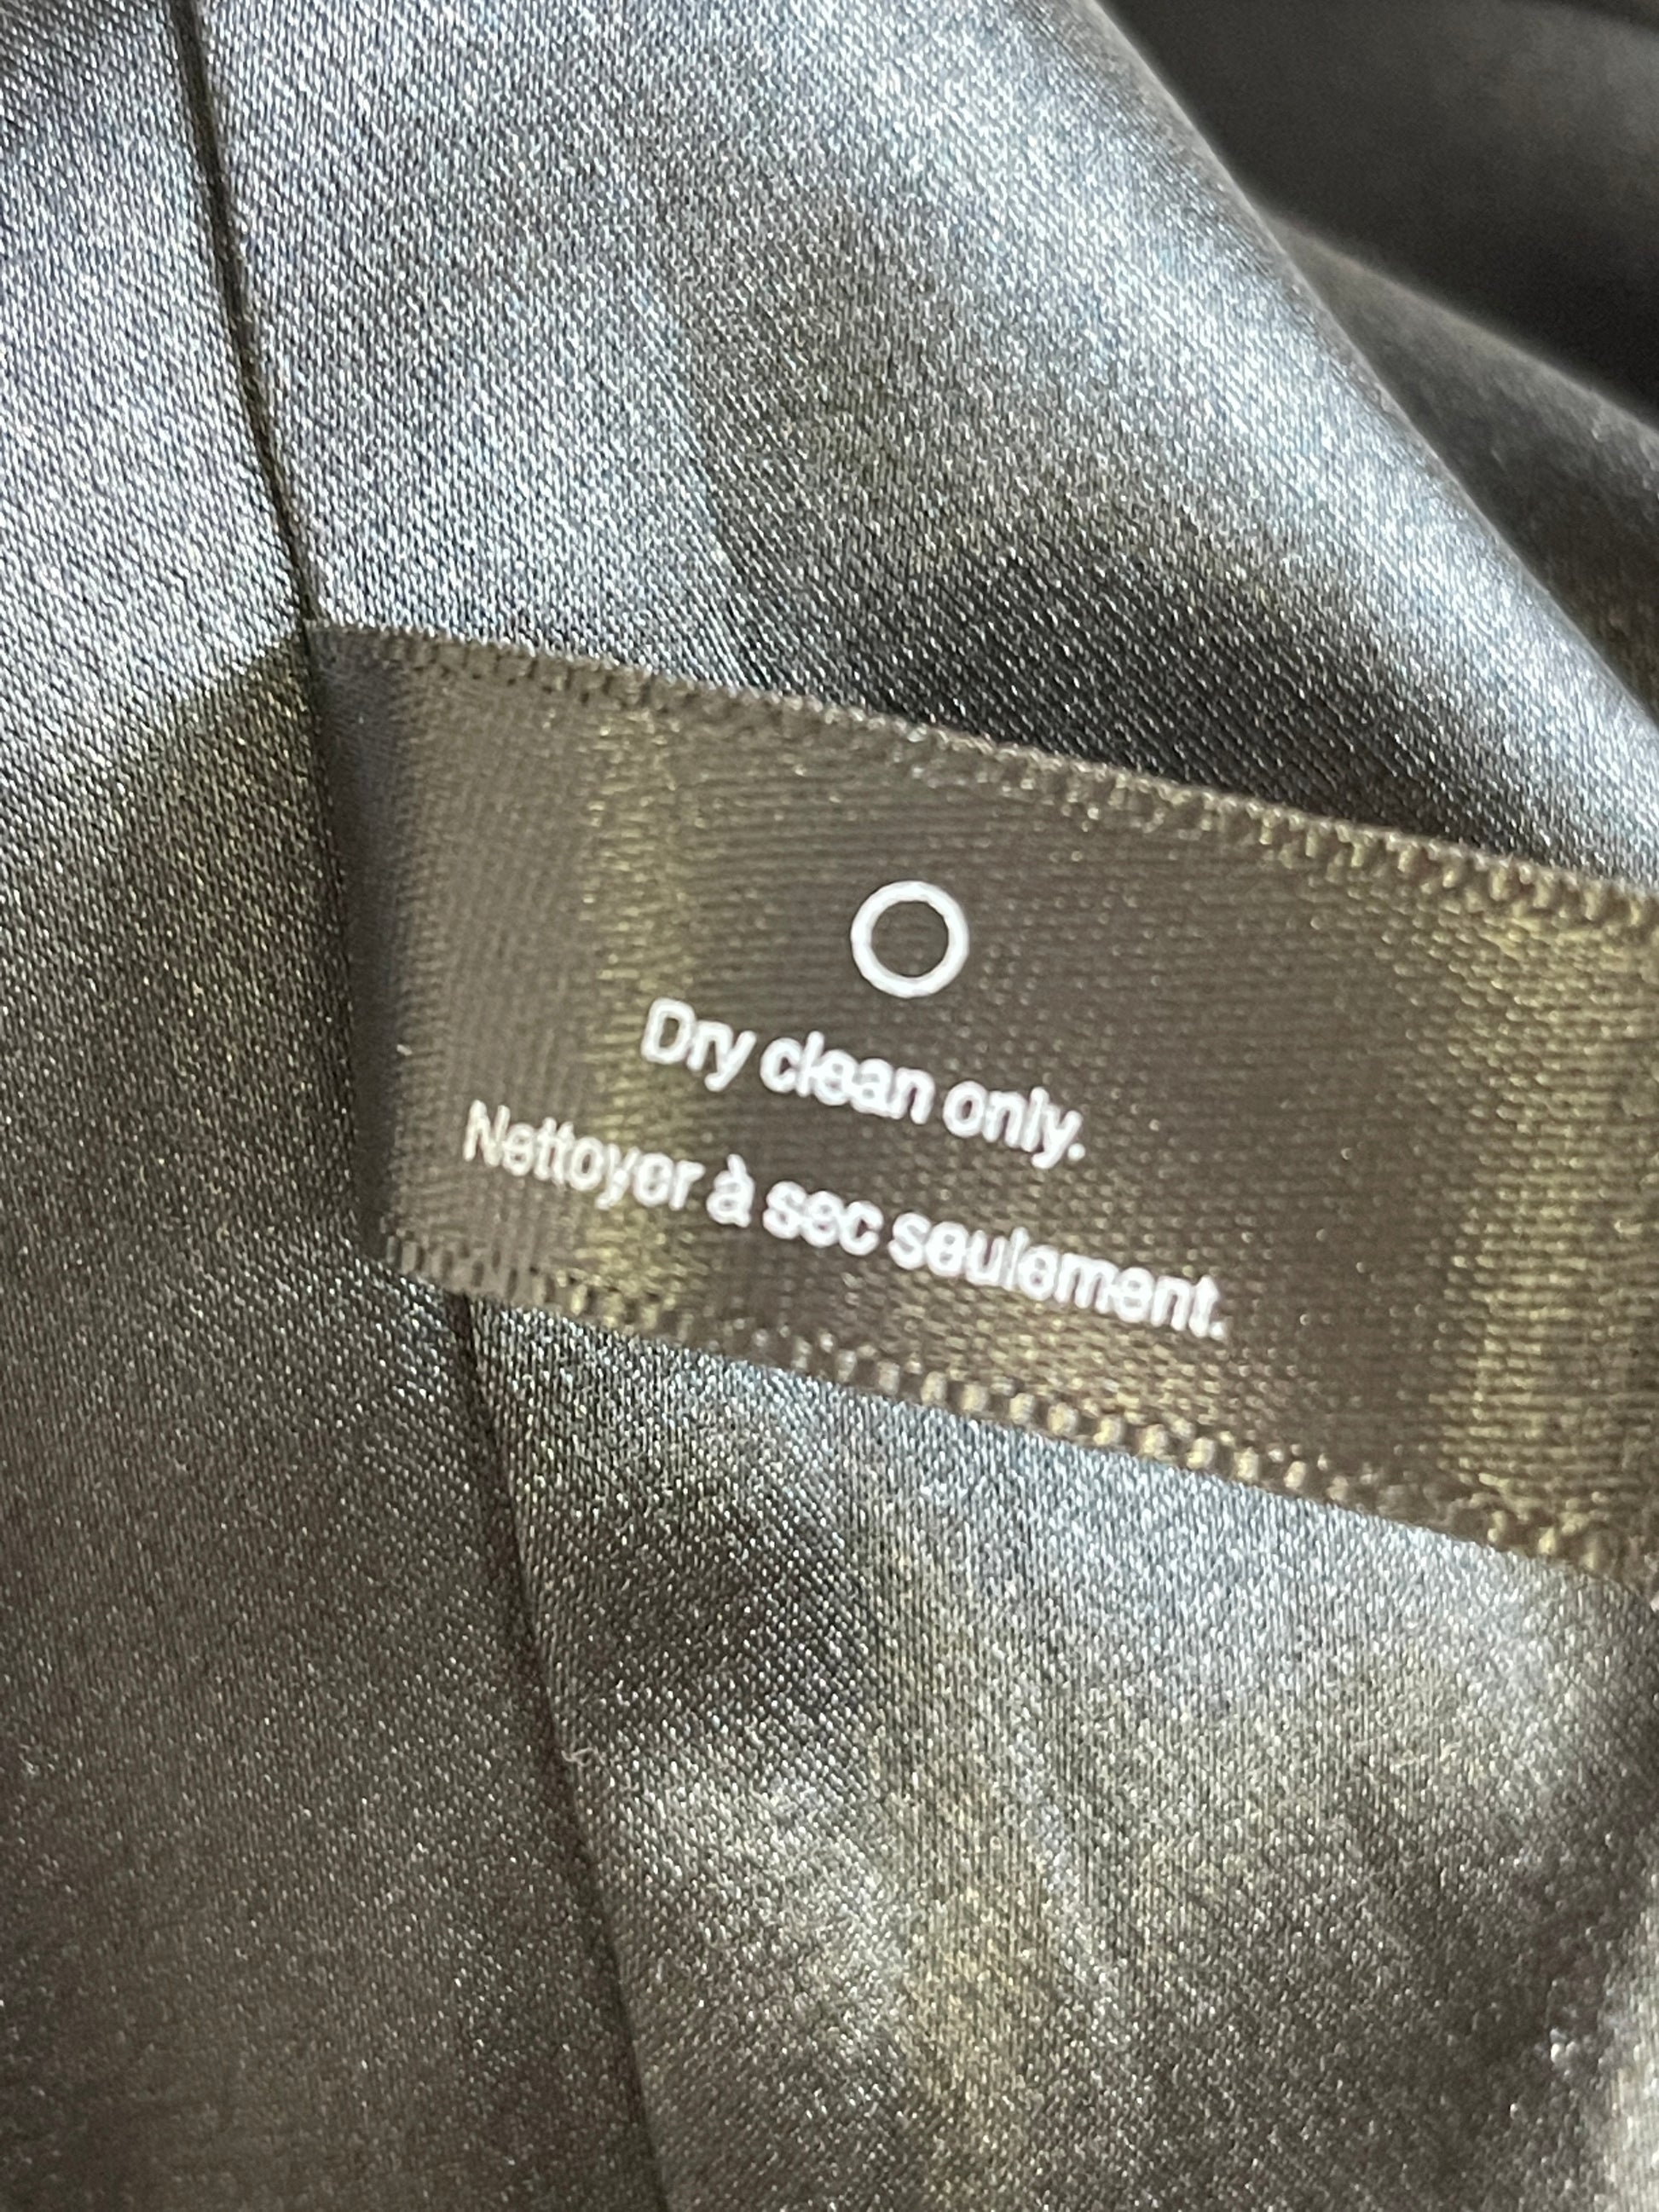 Dry clean only.
Nettoyer à sec seulement.